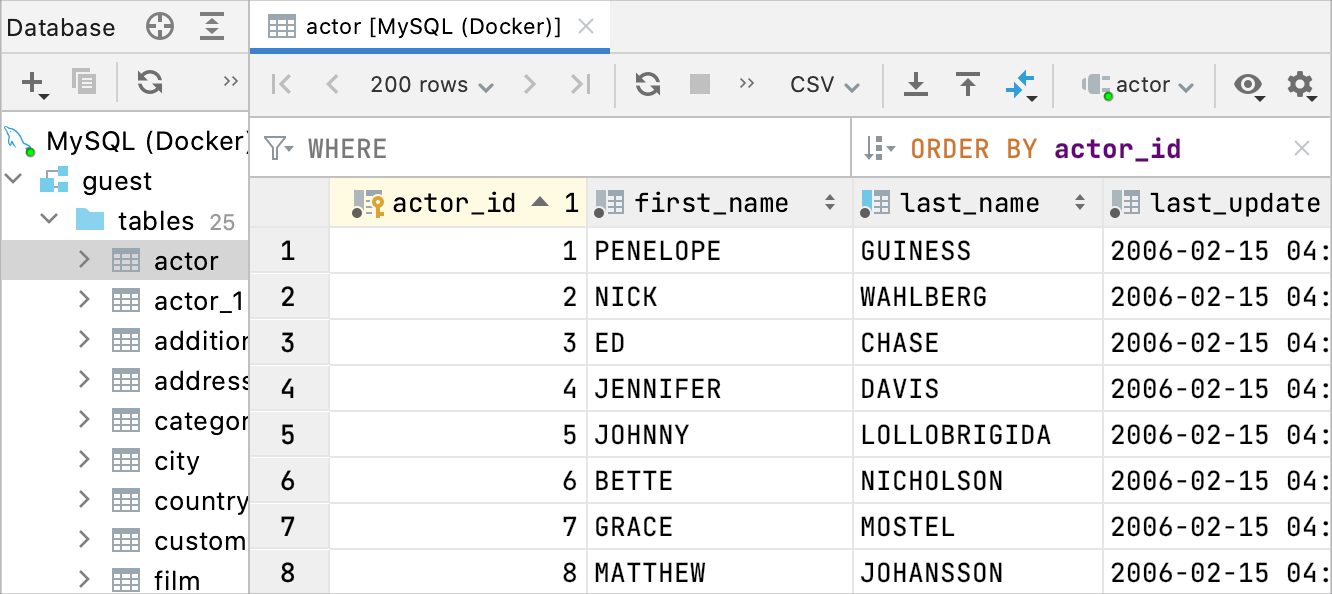 Database
actor [MySQL (Docker)]
200 rows
CSV
actor
MySQL (Docker)
WHERE
ORDER BY actor_id
guest
tables 25
actor
actor_1
addition
address
categor
city
country
custom
film
actor_id 1 first_name last_name last_update
1 1 PENELOPE GUINESS 2006-02-15 04:
2 2 NICK WAHLBERG 2006-02-15 04:
3 3 ED CHASE 2006-02-15 04:
4 4 JENNIFER DAVIS 2006-02-15 04:
5 5 JOHNNY LOLLOBRIGIDA 2006-02-15 04:
6 6 BETTE NICHOLSON 2006-02-15 04:
7 7 GRACE MOSTEL 2006-02-15 04:
8 8 MATTHEW JOHANSSON 2006-02-15 04: